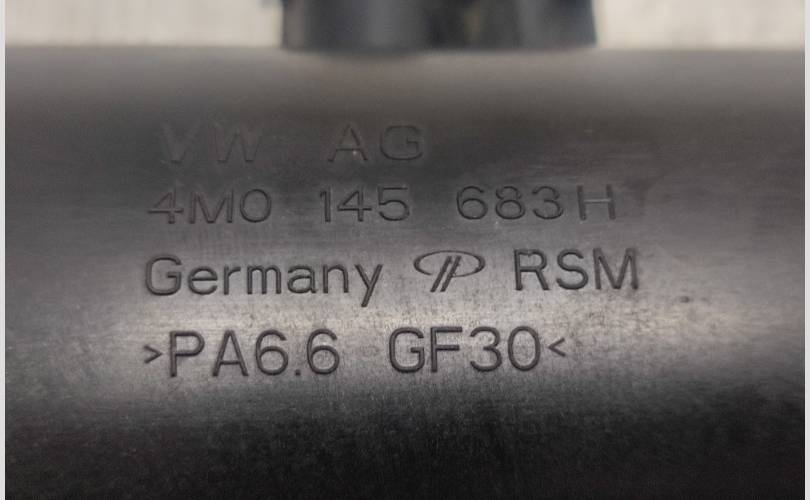 VW AG
4M0 145 683H
Germany RSM
>PA6.6 GF30<